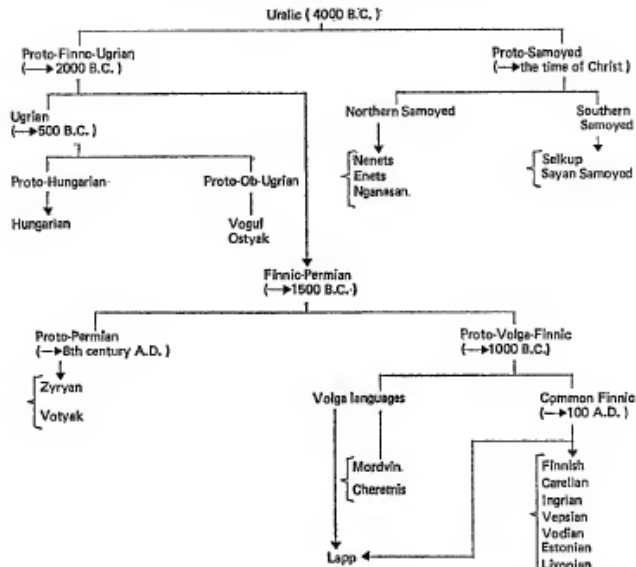 Uralic (4000 B.C.)
Proto-Finno-Ugrian
(→2000 B.C.)
Proto-Samoyed
(→the time of Christ)
Ugrian
(→500 B.C.)
Northern Samoyed
Southern
Samoyed
Nenets
Enets
Nganasan.
Selkup
Sayan Samoyed
Proto-Hungarian
Proto-Ob-Ugrian
Hungarian
Vogul
Ostyak
Finnic-Permian
(→1500 B.C.)
Proto-Permian
(→8th century A.D.)
Proto-Volga-Finnic
(→1000 B.C.)
Zyryan
Votyak
Volga languages
Common Finnic
(→100 A.D.)
Mordvin.
Cheremis
Finnish
Carelian
Ingrian
Vepsian
Vodian
Estonian
Livonian
Lapp